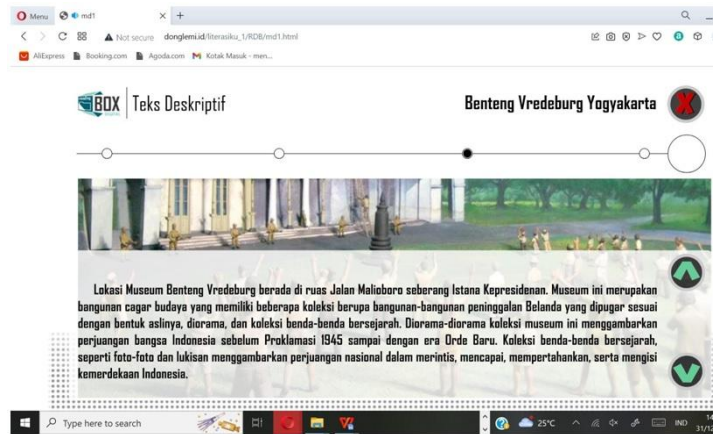 Menu
md1
Not secure donglemi.id/literasiku_1/RDB/md1.html
AliExpress Booking.com Agoda.com Kotak Masuk - men...
BOX Teks Deskriptif
Benteng Vredeburg Yogyakarta
X
Lokasi Museum Benteng Vredeburg berada di ruas Jalan Malioboro seberang Istana Kepresidenan. Museum ini merupakan
bangunan cagar budaya yang memiliki beberapa koleksi berupa bangunan-bangunan peninggalan Belanda yang dipugar sesuai
dengan bentuk aslinya, diorama, dan koleksi benda-benda bersejarah. Diorama-diorama koleksi museum ini menggambarkan
perjuangan bangsa Indonesia sebelum Proklamasi 1945 sampai dengan era Orde Baru. Koleksi benda-benda bersejarah,
seperti foto-foto dan lukisan menggambarkan perjuangan nasional dalam merintis, mencapai, mempertahankan, serta mengisi
kemerdekaan Indonesia.
Type here to search
25°C
IND
14
31/12